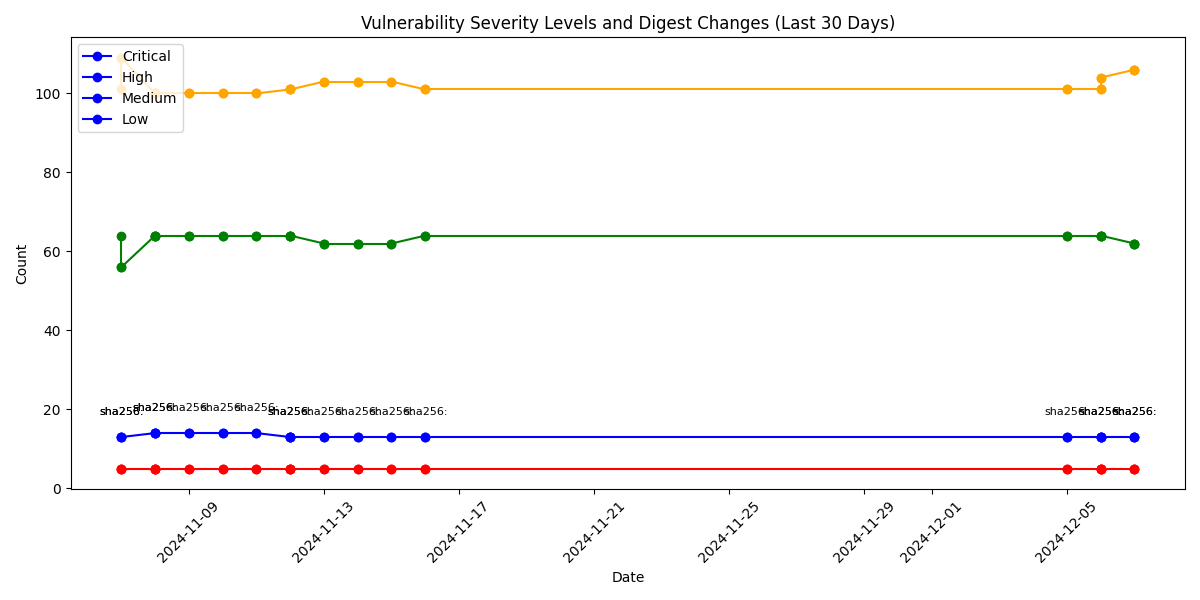 Vulnerability Severity Levels and Digest Changes (Last 30 Days)
Critical
High
Medium
Low
100
80
60
40
20
0
Count
sha256:
sha256:
sha256:
sha256:
sha256:
sha256:
sha256:
sha256:
sha256:
sha256:
sha256:
sha256:
sha256:
2024-11-09
2024-11-13
2024-11-17
2024-11-21
2024-11-25
2024-11-29
2024-12-01
2024-12-05
Date